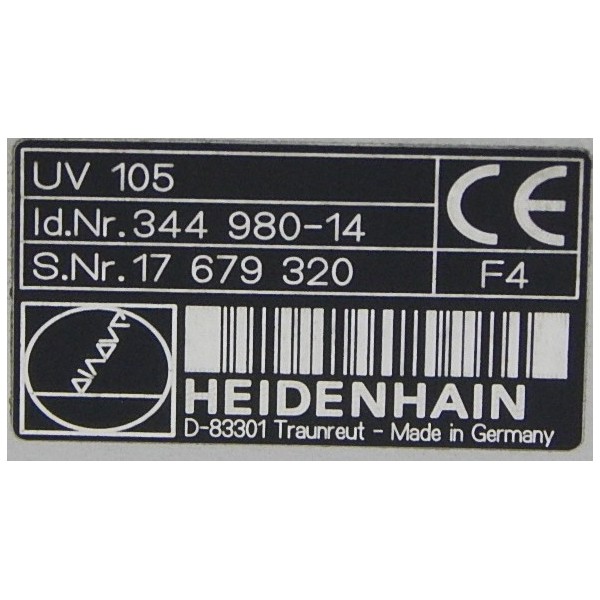 UV 105
CE
Id.Nr.344 980-14
S.Nr.17 679 320
F4
HEIDENHAIN
D-83301 Traunreut - Made in Germany